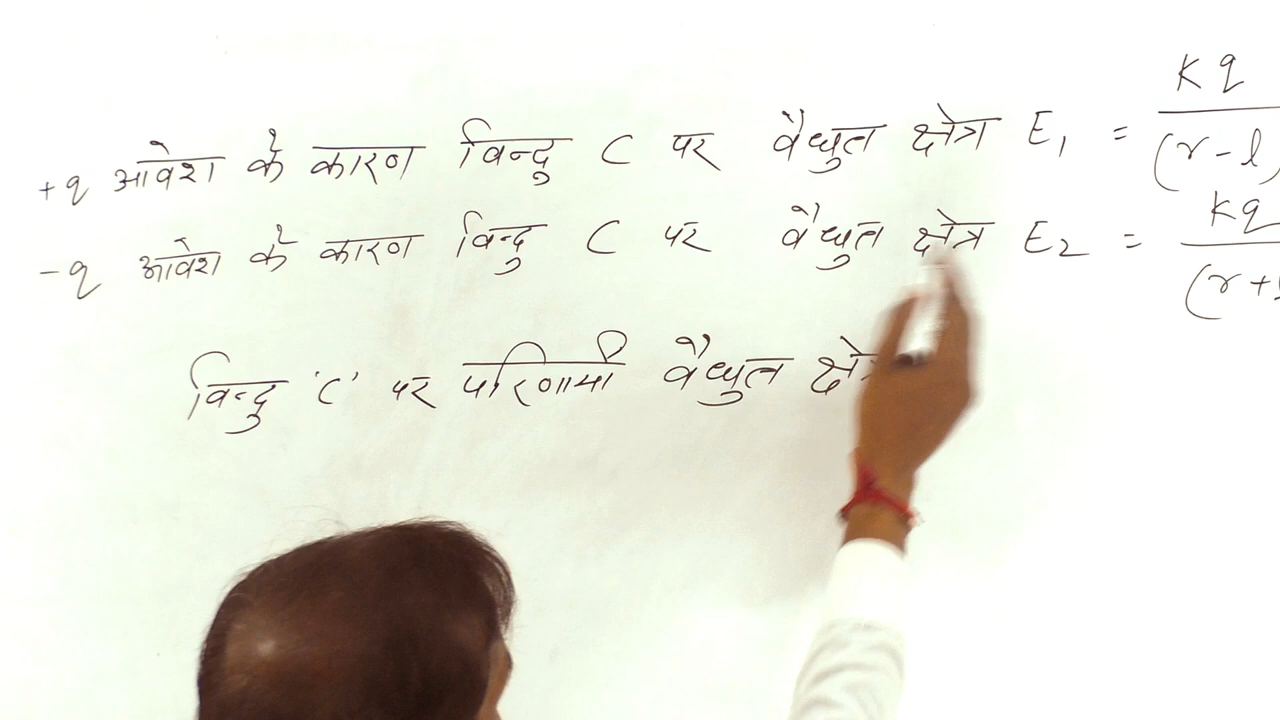 +q आवेश के कारण विन्दु C पर वैद्युत क्षेत्र E₁ = Kq / (r - l)
-q आवेश के कारण विन्दु C पर वैद्युत क्षेत्र E₂ = Kq / (r +
विन्दु 'C' पर परिणामी वैद्युत